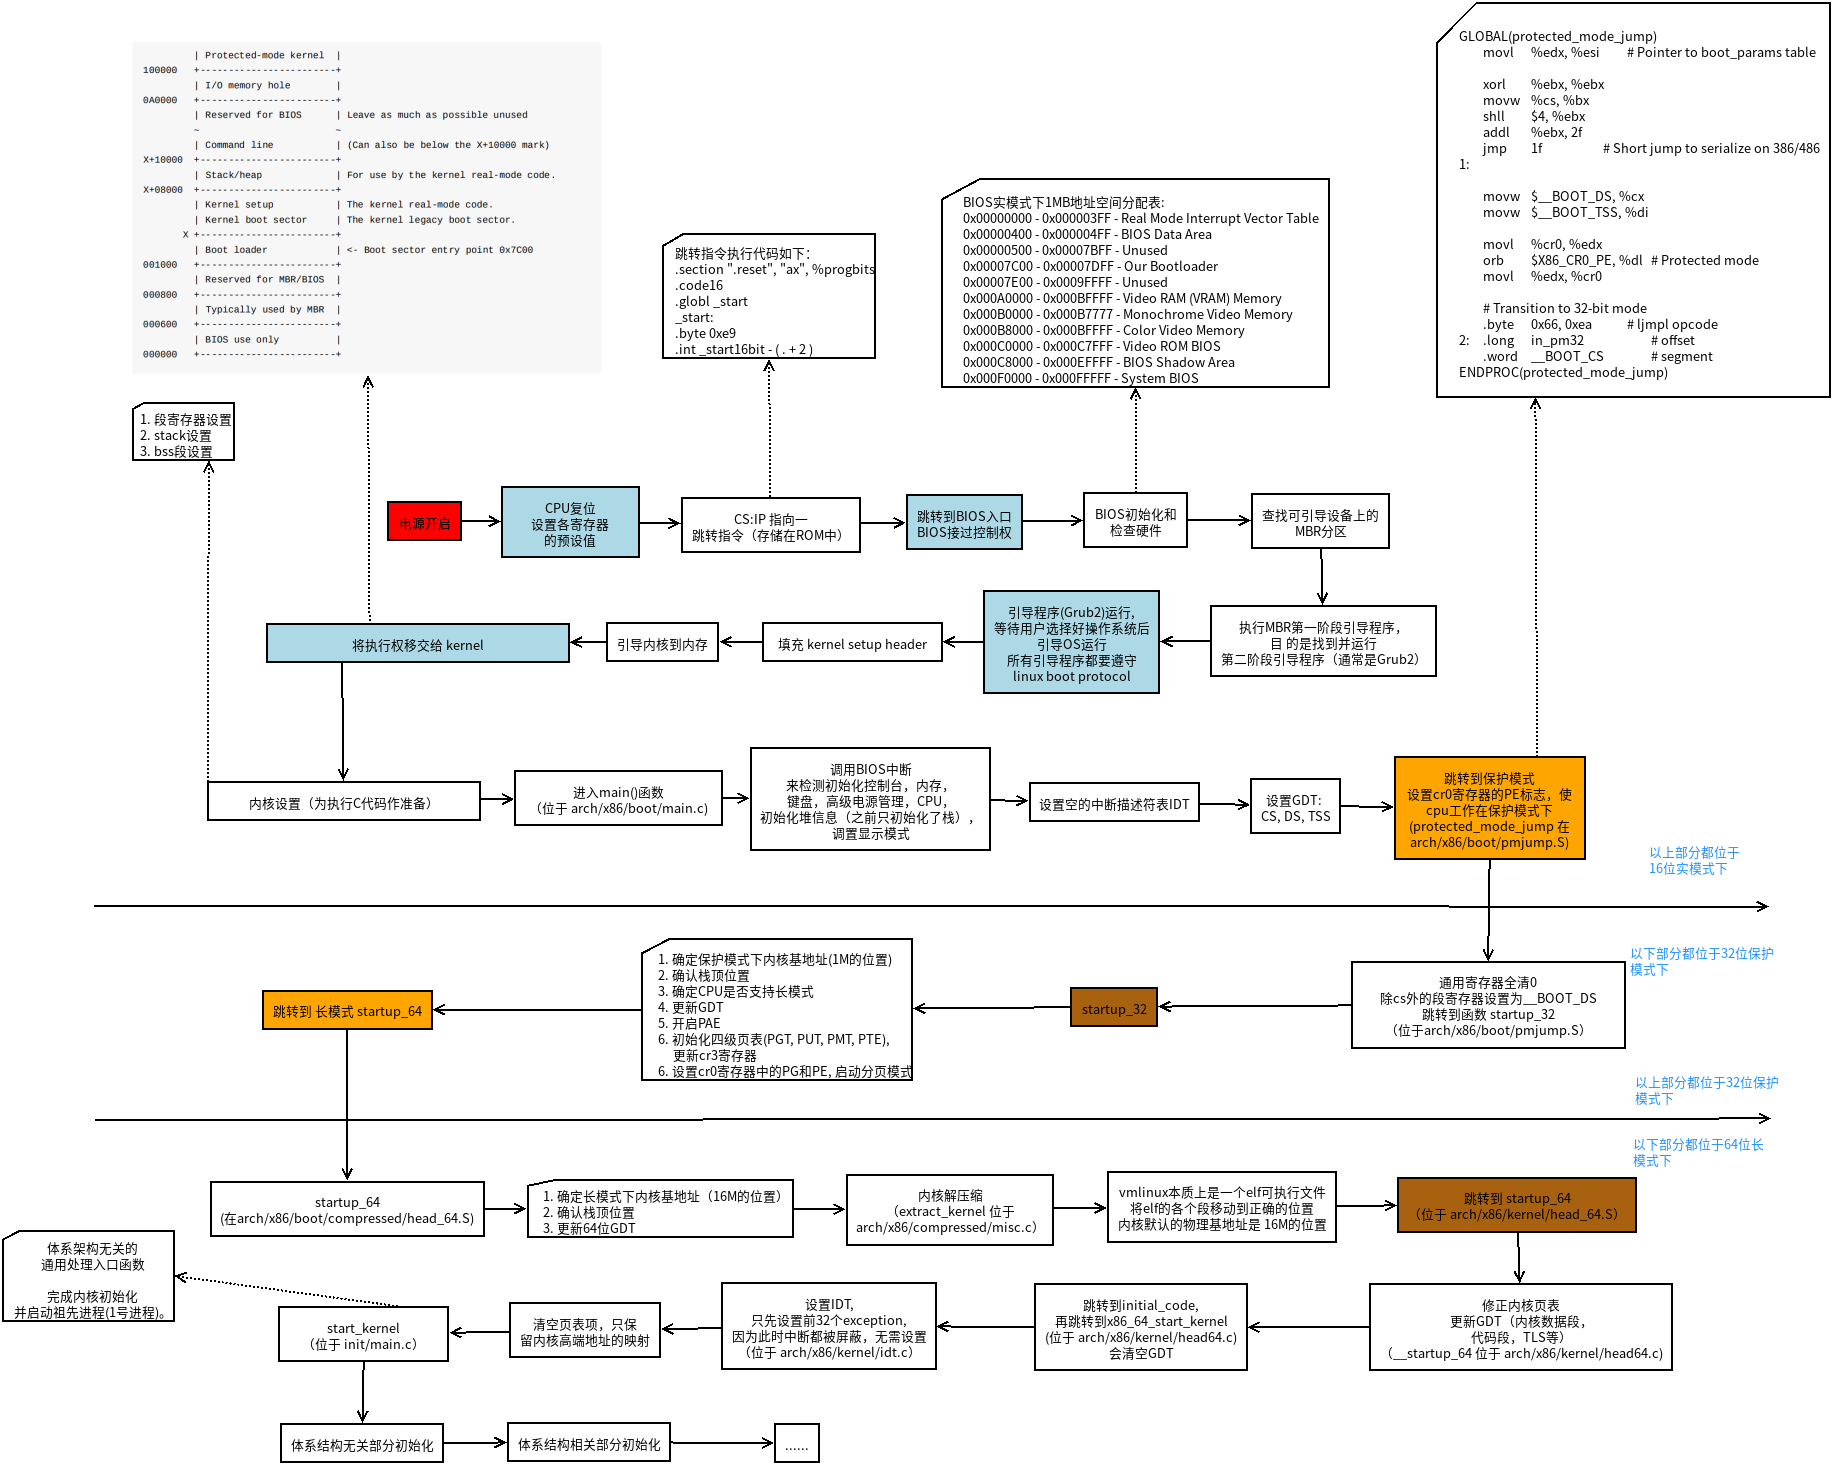 | Protected-mode kernel  |
100000   +------------------------+
| I/O memory hole        |
0A0000   +------------------------+
| Reserved for BIOS      | Leave as much as possible unused
~                        ~
| Command line           | (Can also be below the X+10000 mark)
X+10000  +------------------------+
| Stack/heap             | For use by the kernel real-mode code.
X+08000  +------------------------+
| Kernel setup           | The kernel real-mode code.
| Kernel boot sector     | The kernel legacy boot sector.
X +------------------------+
| Boot loader            | <- Boot sector entry point 0x7C00
001000   +------------------------+
| Reserved for MBR/BIOS  |
000800   +------------------------+
| Typically used by MBR  |
000600   +------------------------+
| BIOS use only          |
000000   +------------------------+
跳转指令执行代码如下：
.section ".reset", "ax", %progbits
.code16
.globl _start
_start:
.byte 0xe9
.int _start16bit - ( . + 2 )
BIOS实模式下1MB地址空间分配表:
0x00000000 - 0x000003FF - Real Mode Interrupt Vector Table
0x00000400 - 0x000004FF - BIOS Data Area
0x00000500 - 0x00007BFF - Unused
0x00007C00 - 0x00007DFF - Our Bootloader
0x00007E00 - 0x0009FFFF - Unused
0x000A0000 - 0x000BFFFF - Video RAM (VRAM) Memory
0x000B0000 - 0x000B7777 - Monochrome Video Memory
0x000B8000 - 0x000BFFFF - Color Video Memory
0x000C0000 - 0x000C7FFF - Video ROM BIOS
0x000C8000 - 0x000EFFFF - BIOS Shadow Area
0x000F0000 - 0x000FFFFF - System BIOS
GLOBAL(protected_mode_jump)
movl %edx, %esi # Pointer to boot_params table
xorl %ebx, %ebx
movw %cs, %bx
shll $4, %ebx
addl %ebx, 2f
jmp 1f # Short jump to serialize on 386/486
1:
movw $__BOOT_DS, %cx
movw $__BOOT_TSS, %di
movl %cr0, %edx
orb $X86_CR0_PE, %dl # Protected mode
movl %edx, %cr0
# Transition to 32-bit mode
.byte 0x66, 0xea # ljmpl opcode
2: .long in_pm32 # offset
.word __BOOT_CS # segment
ENDPROC(protected_mode_jump)
1. 段寄存器设置
2. stack设置
3. bss段设置
电源开启
CPU复位
设置各寄存器
的预设值
CS:IP 指向一
跳转指令（存储在ROM中）
跳转到BIOS入口
BIOS接过控制权
BIOS初始化和
检查硬件
查找可引导设备上的
MBR分区
执行MBR第一阶段引导程序，
目 的是找到并运行
第二阶段引导程序（通常是Grub2）
引导程序(Grub2)运行,
等待用户选择好操作系统后
引导OS运行
所有引导程序都要遵守
linux boot protocol
填充 kernel setup header
引导内核到内存
将执行权移交给 kernel
内核设置（为执行C代码作准备）
进入main()函数
（位于 arch/x86/boot/main.c)
调用BIOS中断
来检测初始化控制台，内存，
键盘，高级电源管理，CPU，
初始化堆信息（之前只初始化了栈），
调置显示模式
设置空的中断描述符表IDT
设置GDT:
CS, DS, TSS
跳转到保护模式
设置cr0寄存器的PE标志，使
cpu工作在保护模式下
(protected_mode_jump 在
arch/x86/boot/pmjump.S)
以上部分都位于
16位实模式下
以下部分都位于32位保护
模式下
通用寄存器全清0
除cs外的段寄存器设置为__BOOT_DS
跳转到函数 startup_32
（位于arch/x86/boot/pmjump.S）
startup_32
1. 确定保护模式下内核基地址(1M的位置)
2. 确认栈顶位置
3. 确定CPU是否支持长模式
4. 更新GDT
5. 开启PAE
6. 初始化四级页表(PGT, PUT, PMT, PTE),
更新cr3寄存器
6. 设置cr0寄存器中的PG和PE, 启动分页模式
跳转到 长模式 startup_64
以上部分都位于32位保护
模式下
以下部分都位于64位长
模式下
startup_64
(在arch/x86/boot/compressed/head_64.S)
1. 确定长模式下内核基地址（16M的位置）
2. 确认栈顶位置
3. 更新64位GDT
内核解压缩
（extract_kernel 位于
arch/x86/compressed/misc.c）
vmlinux本质上是一个elf可执行文件
将elf的各个段移动到正确的位置
内核默认的物理基地址是 16M的位置
跳转到 startup_64
（位于 arch/x86/kernel/head_64.S）
修正内核页表
更新GDT（内核数据段，
代码段，TLS等）
（__startup_64 位于 arch/x86/kernel/head64.c)
跳转到initial_code,
再跳转到x86_64_start_kernel
(位于 arch/x86/kernel/head64.c)
会清空GDT
设置IDT,
只先设置前32个exception,
因为此时中断都被屏蔽，无需设置
（位于 arch/x86/kernel/idt.c）
清空页表项，只保
留内核高端地址的映射
start_kernel
（位于 init/main.c）
体系架构无关的
通用处理入口函数
完成内核初始化
并启动祖先进程(1号进程)。
体系结构无关部分初始化
体系结构相关部分初始化
......